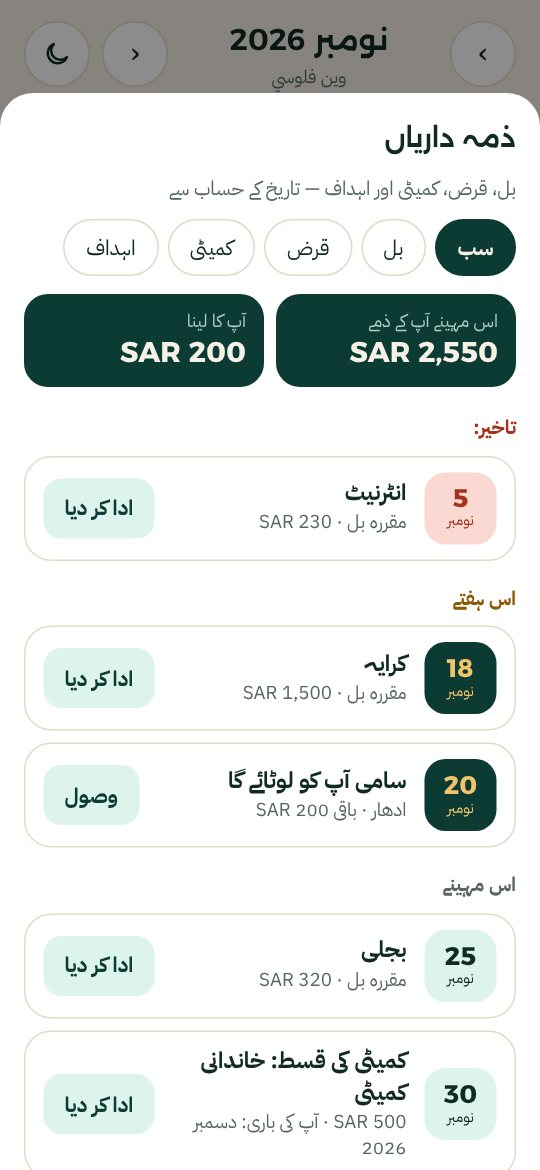 نومبر 2026
وين فلوسي
ذمہ داریاں
بل، قرض، کمیٹی اور اہداف — تاریخ کے حساب سے
سب
بل
قرض
کمیٹی
اہداف
اس مہینے آپ کے ذمے
SAR 2,550
آپ کا لینا
SAR 200
تاخیر:
5
نومبر
انٹرنیٹ
مقررہ بل · SAR 230
ادا کر دیا
اس ہفتے
18
نومبر
کرایہ
مقررہ بل · SAR 1,500
ادا کر دیا
20
نومبر
سامی آپ کو لوٹائے گا
ادھار · باقی SAR 200
وصول
اس مہینے
25
نومبر
بجلی
مقررہ بل · SAR 320
ادا کر دیا
30
نومبر
کمیٹی کی قسط: خاندانی
کمیٹی
SAR 500 · آپ کی باری: دسمبر
2026
ادا کر دیا